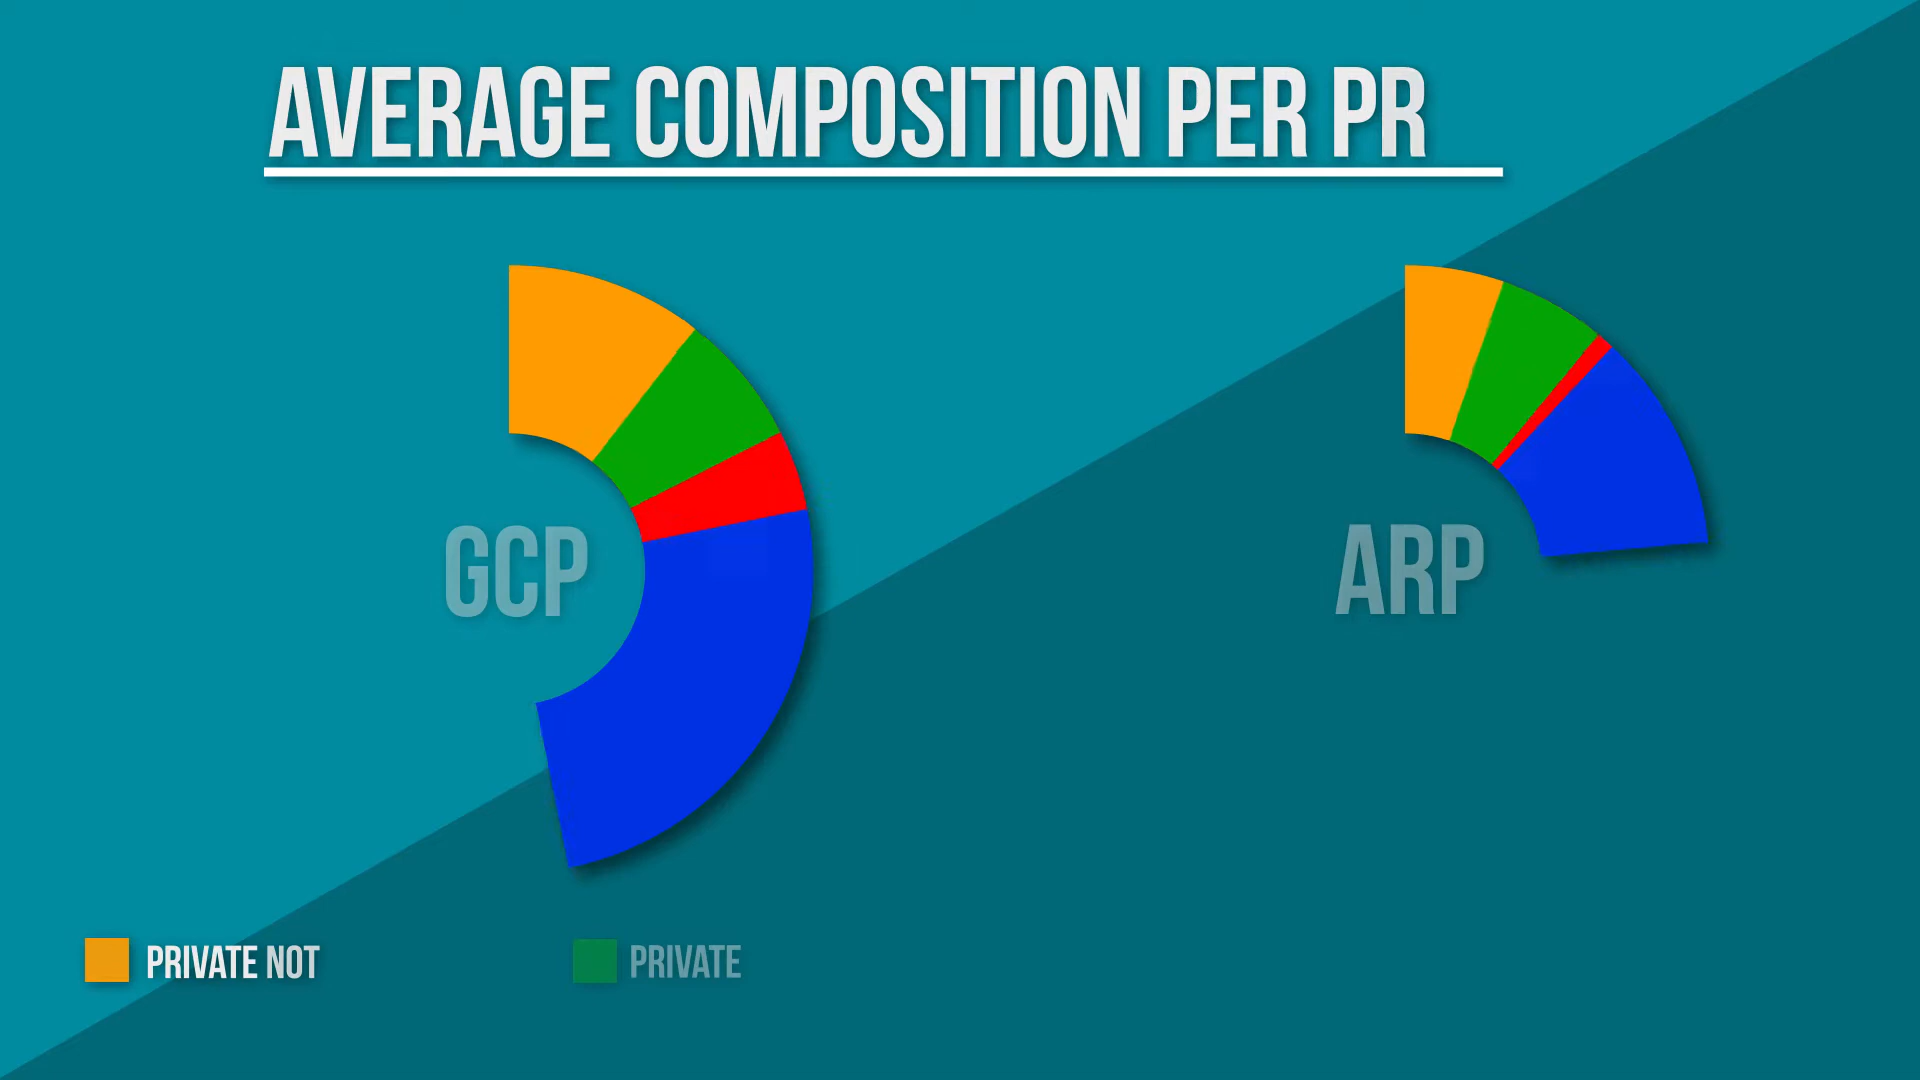 AVERAGE COMPOSITION PER PR
GCP
ARP
PRIVATE NOT
PRIVATE